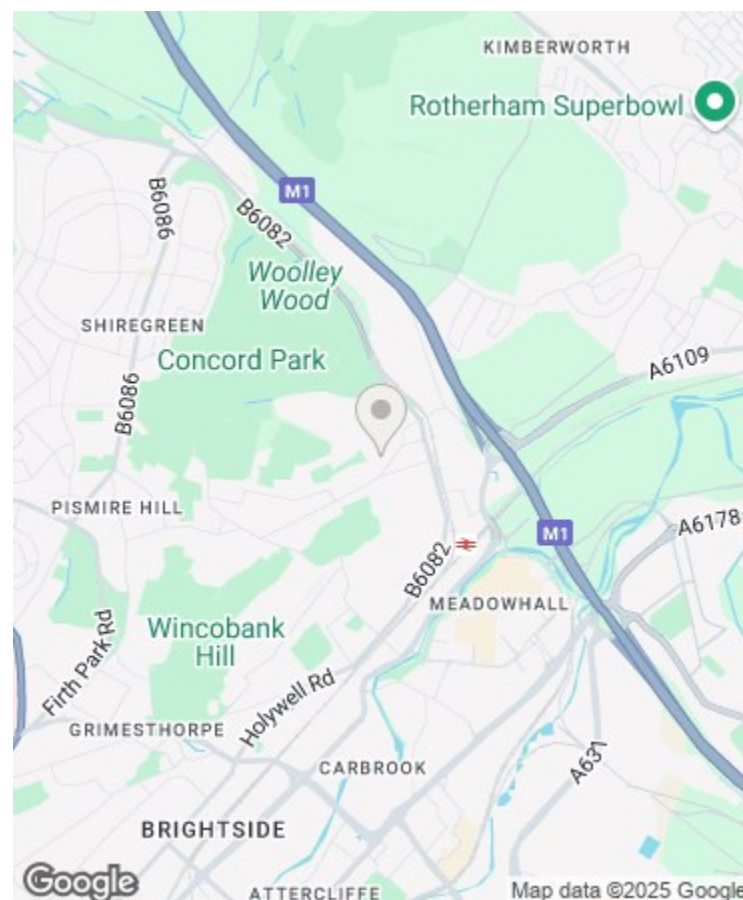 KIMBERWORTH
Rotherham Superbowl
M1
B6086
B6082
Woolley
Wood
SHIREGREEN
Concord Park
A6109
B6086
PISMIRE HILL
A6178
M1
B6082
MEADOWHALL
Wincobank
Hill
Firth Park Rd
Holywell Rd
GRIMESTHORPE
CARBROOK
A631
BRIGHTSIDE
Google
ATTERCLIFFE
Map data ©2025 Google